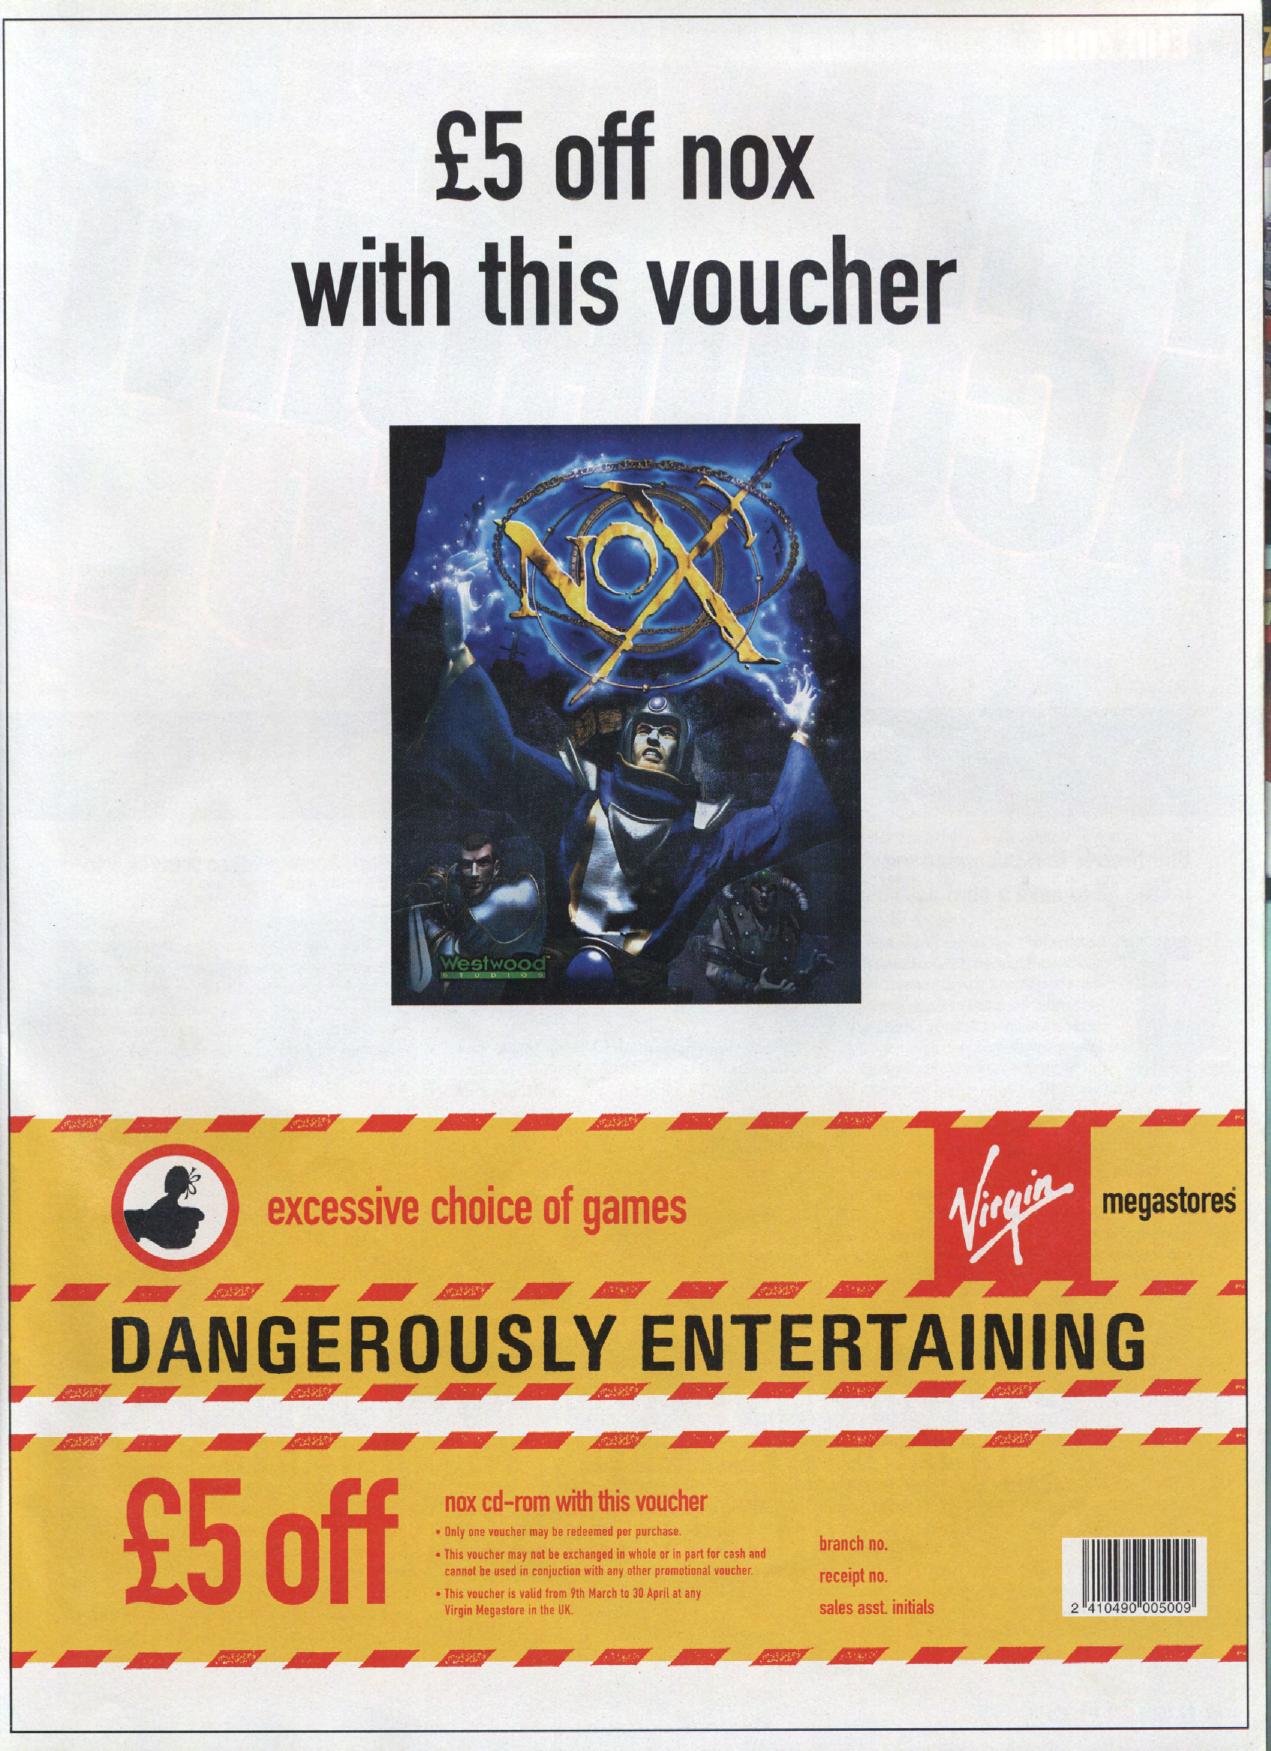 £5 off nox
with this voucher
NOX
TM
Westwood
STUDIOS
excessive choice of games
Virgin
megastores
DANGEROUSLY ENTERTAINING
£5 off
nox cd-rom with this voucher
• Only one voucher may be redeemed per purchase.
• This voucher may not be exchanged in whole or in part for cash and
cannot be used in conjuction with any other promotional voucher.
• This voucher is valid from 9th March to 30 April at any
Virgin Megastore in the UK.
branch no.
receipt no.
sales asst. initials
2 410490 005009